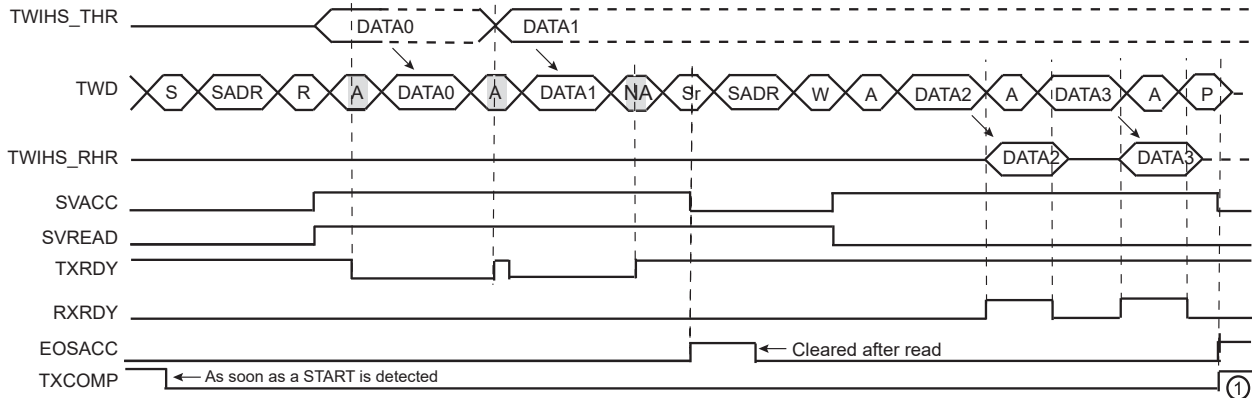 TWIHS_THR DATA0 DATA1
TWD S SADR R A DATA0 A DATA1 NA Sr SADR W A DATA2 A DATA3 A P
TWIHS_RHR DATA2 DATA3
SVACC
SVREAD
TXRDY
RXRDY
EOSACC Cleared after read
TXCOMP As soon as a START is detected 1